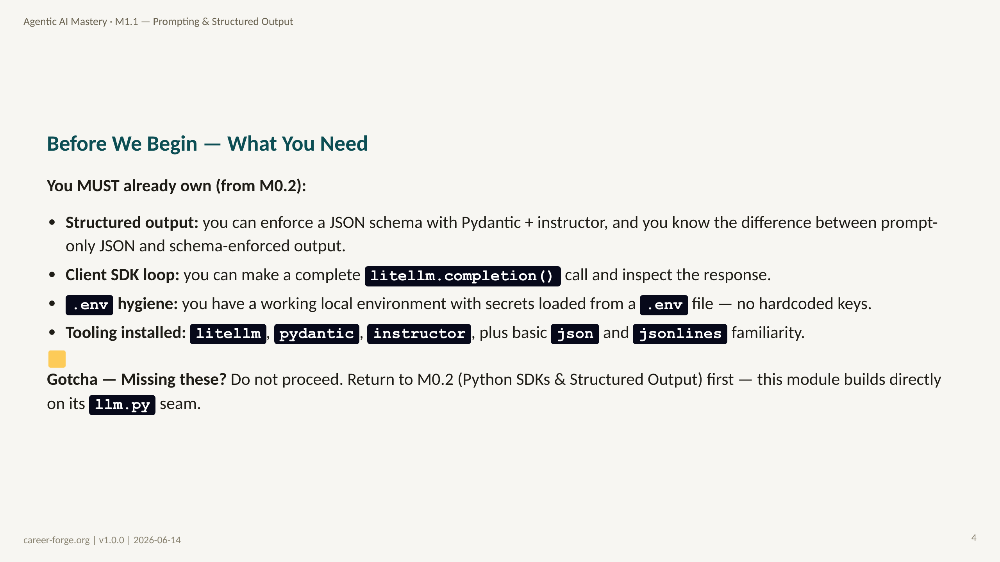 Agentic AI Mastery · M1.1 — Prompting & Structured Output
Before We Begin — What You Need
You MUST already own (from M0.2):
• Structured output: you can enforce a JSON schema with Pydantic + instructor, and you know the difference between prompt-
only JSON and schema-enforced output.
• Client SDK loop: you can make a complete litellm.completion() call and inspect the response.
• .env hygiene: you have a working local environment with secrets loaded from a .env file — no hardcoded keys.
• Tooling installed: litellm, pydantic, instructor, plus basic json and jsonlines familiarity.
Gotcha — Missing these? Do not proceed. Return to M0.2 (Python SDKs & Structured Output) first — this module builds directly
on its llm.py seam.
career-forge.org | v1.0.0 | 2026-06-14
4